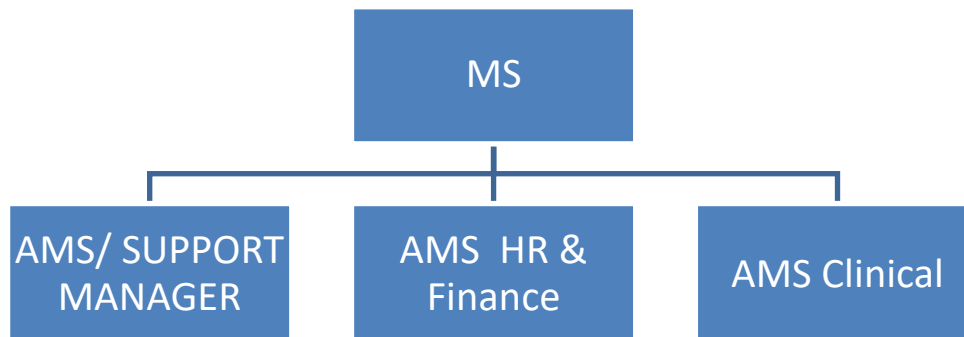 MS
AMS/ SUPPORT
MANAGER
AMS  HR &
Finance
AMS Clinical